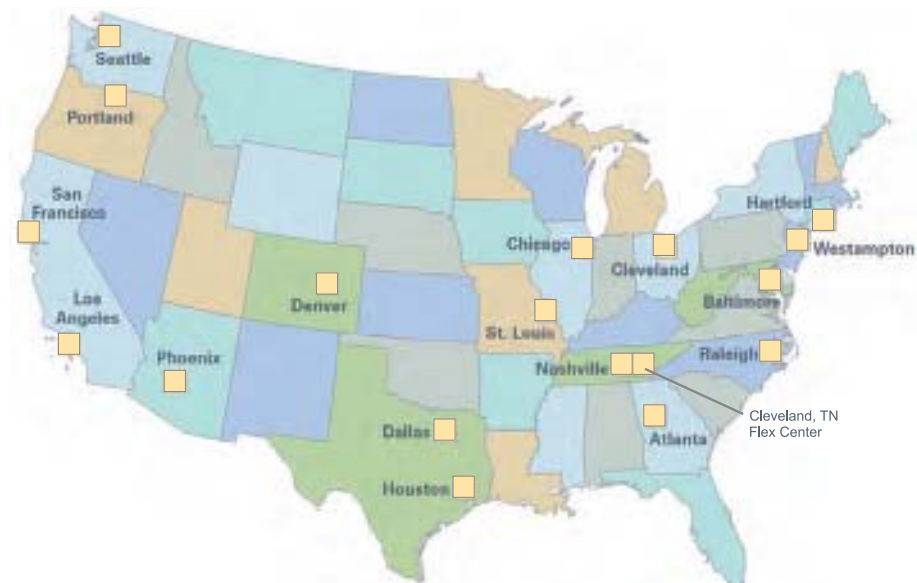 Seattle
Portland
San
Francisco
Los
Angeles
Phoenix
Denver
Dallas
Houston
Chicago
St. Louis
Nashville
Cleveland
Hartford
Westampton
Baltimore
Raleigh
Atlanta
Cleveland, TN
Flex Center